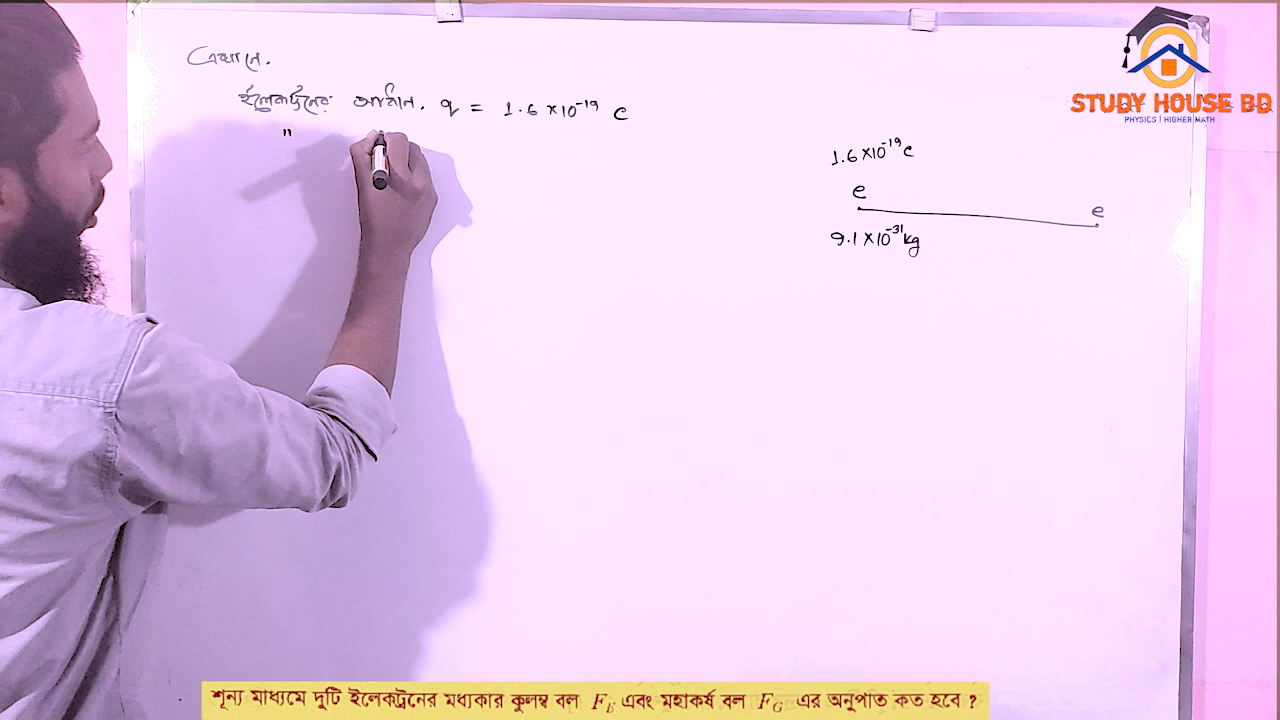 এখানে,
ইলেকট্রনের আধান, q = 1.6 × 10⁻¹⁹ C
"
1.6 × 10⁻¹⁹ C
e e
9.1 × 10⁻³¹ kg
STUDY HOUSE BD
PHYSICS | HIGHER MATH
শূন্য মাধ্যমে দুটি ইলেকট্রনের মধ্যকার কুলম্ব বল F_E এবং মহাকর্ষ বল F_G এর অনুপাত কত হবে ?